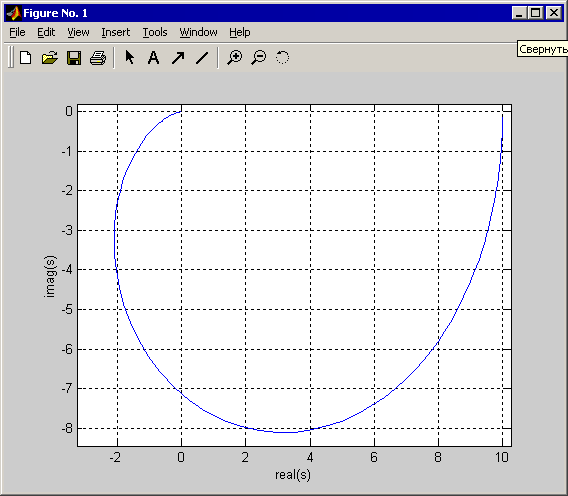 Figure No. 1
File Edit View Insert Tools Window Help
Свернуть
A
0
-1
-2
-3
-4
-5
-6
-7
-8
imag(s)
-2 0 2 4 6 8 10
real(s)